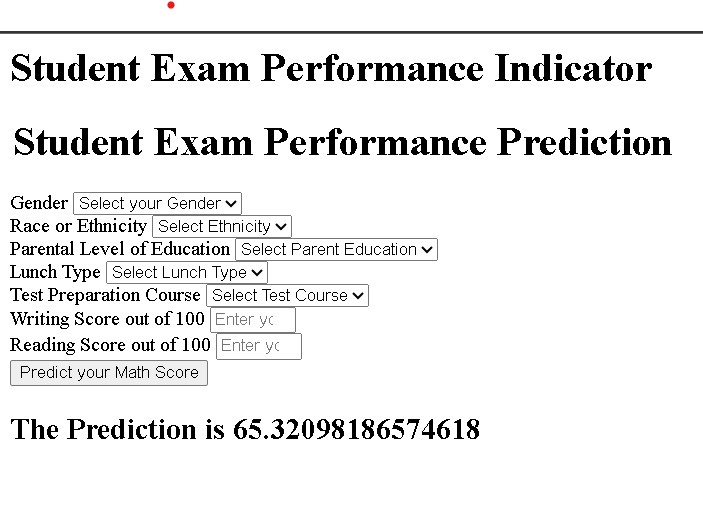 Student Exam Performance Indicator
Student Exam Performance Prediction
Gender Select your Gender
Race or Ethnicity Select Ethnicity
Parental Level of Education Select Parent Education
Lunch Type Select Lunch Type
Test Preparation Course Select Test Course
Writing Score out of 100 Enter
Reading Score out of 100 Enter
Predict your Math Score
The Prediction is 65.32098186574618